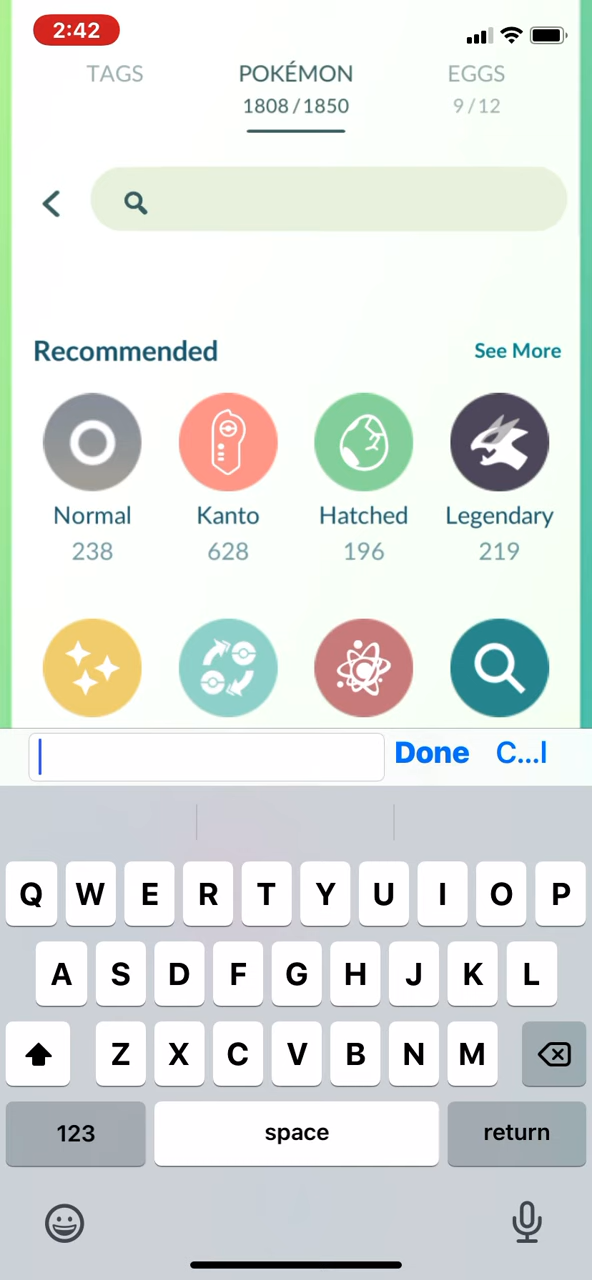 2:42
TAGS POKÉMON EGGS
1808 / 1850 9 / 12
Recommended See More
Normal Kanto Hatched Legendary
238 628 196 219
Done C...l
Q W E R T Y U I O P
A S D F G H J K L
Z X C V B N M
123 space return